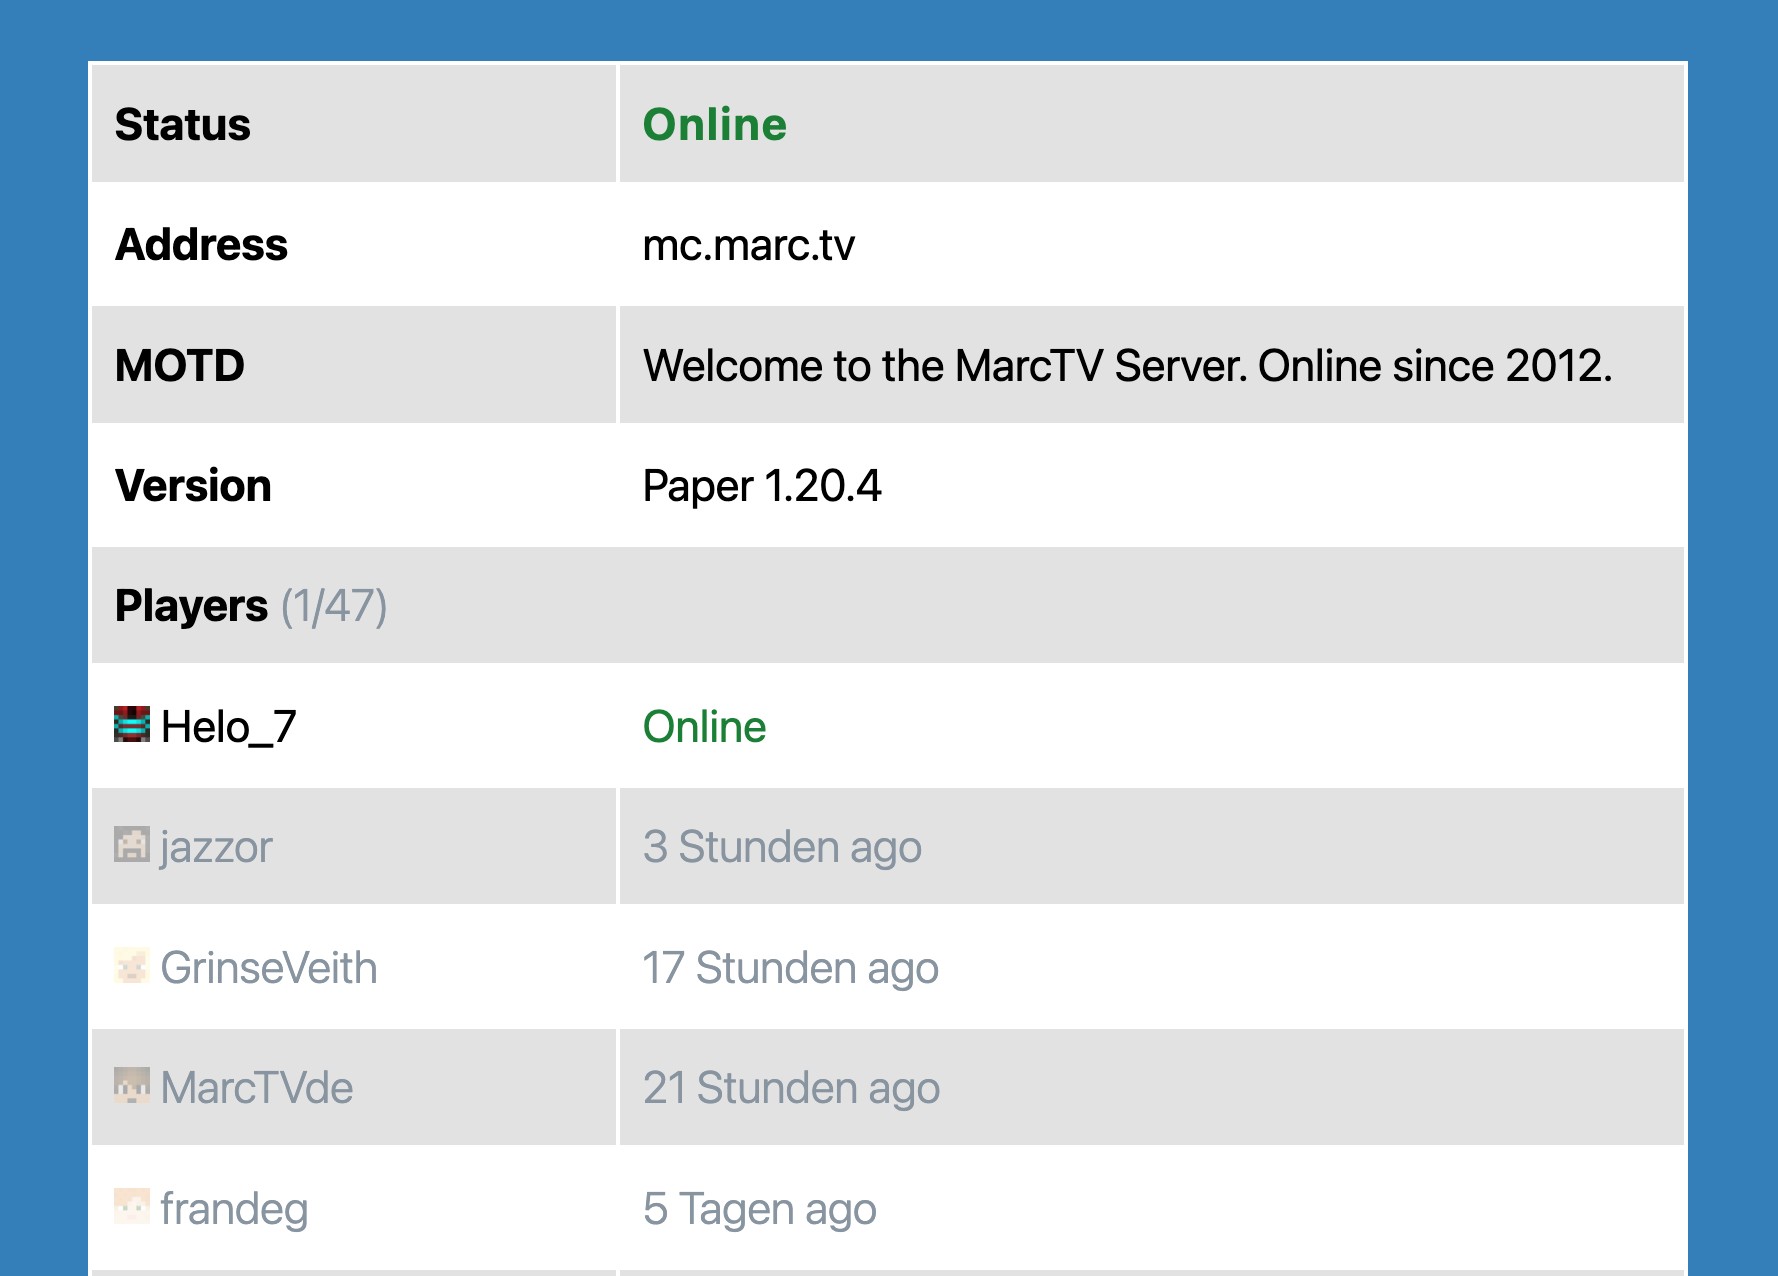 Status Online
Address mc.marc.tv
MOTD Welcome to the MarcTV Server. Online since 2012.
Version Paper 1.20.4
Players (1/47)
Helo_7 Online
jazzor 3 Stunden ago
GrinseVeith 17 Stunden ago
MarcTVde 21 Stunden ago
frandeg 5 Tagen ago